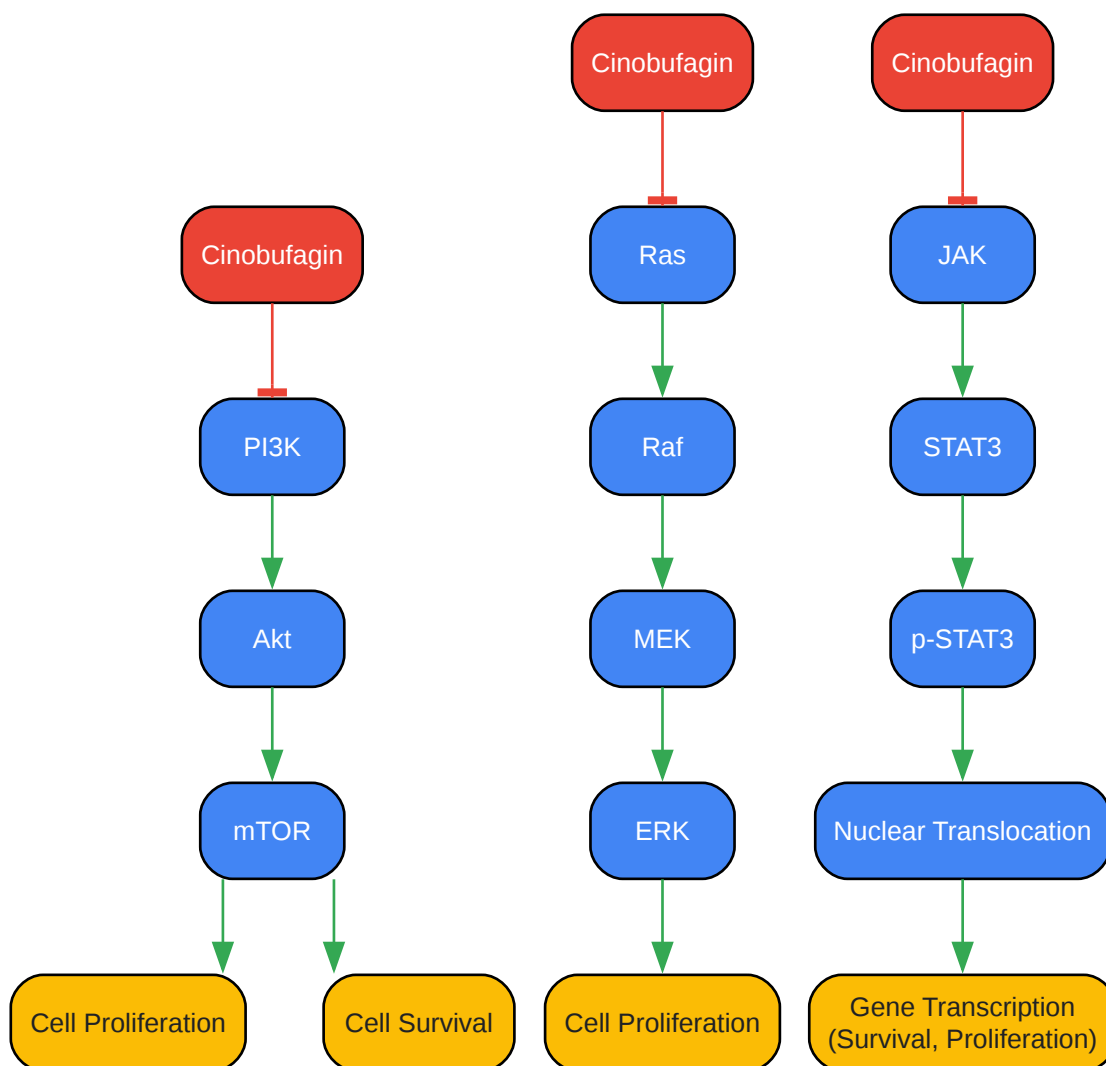 Cinobufagin
PI3K
Akt
mTOR
Cell Proliferation
Cell Survival
Cinobufagin
Ras
Raf
MEK
ERK
Cell Proliferation
Cinobufagin
JAK
STAT3
p-STAT3
Nuclear Translocation
Gene Transcription
(Survival, Proliferation)